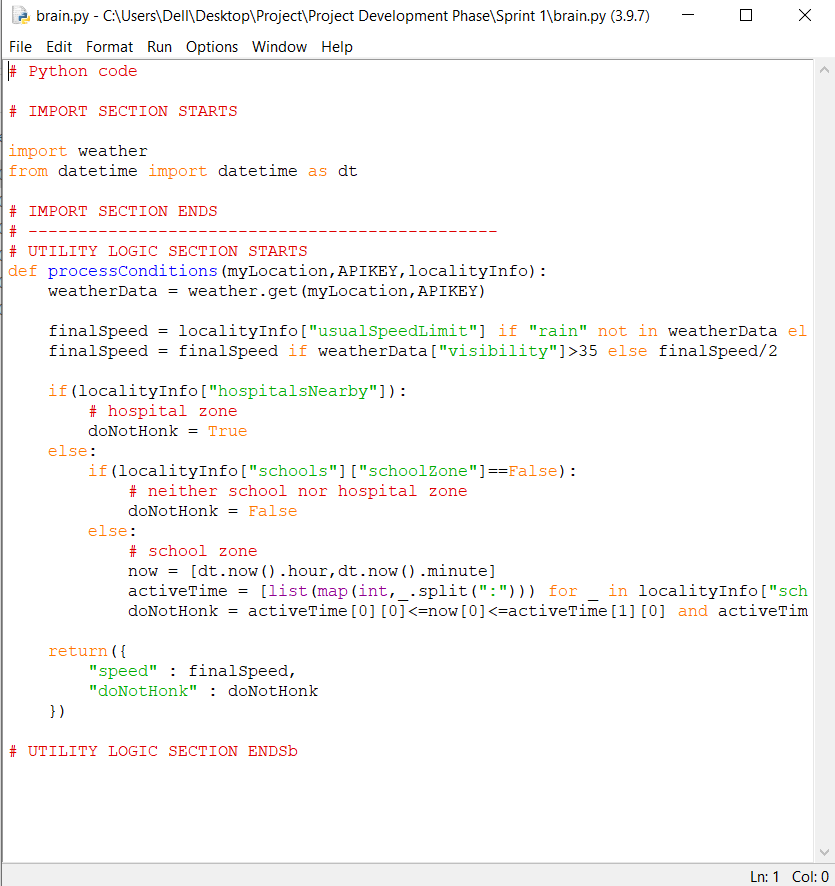 brain.py - C:\Users\Dell\Desktop\Project\Project Development Phase\Sprint 1\brain.py (3.9.7)
File Edit Format Run Options Window Help
# Python code
# IMPORT SECTION STARTS
import weather
from datetime import datetime as dt
# IMPORT SECTION ENDS
# -----------------------------------------------
# UTILITY LOGIC SECTION STARTS
def processConditions(myLocation,APIKEY,localityInfo):
    weatherData = weather.get(myLocation,APIKEY)
    finalSpeed = localityInfo["usualSpeedLimit"] if "rain" not in weatherData el
    finalSpeed = finalSpeed if weatherData["visibility"]>35 else finalSpeed/2
    if(localityInfo["hospitalsNearby"]):
        # hospital zone
        doNotHonk = True
    else:
        if(localityInfo["schools"]["schoolZone"]==False):
            # neither school nor hospital zone
            doNotHonk = False
        else:
            # school zone
            now = [dt.now().hour,dt.now().minute]
            activeTime = [list(map(int,_.split(":"))) for _ in localityInfo["sch
            doNotHonk = activeTime[0][0]<=now[0]<=activeTime[1][0] and activeTim
    return({
        "speed" : finalSpeed,
        "doNotHonk" : doNotHonk
    })
# UTILITY LOGIC SECTION ENDSb
Ln: 1 Col: 0